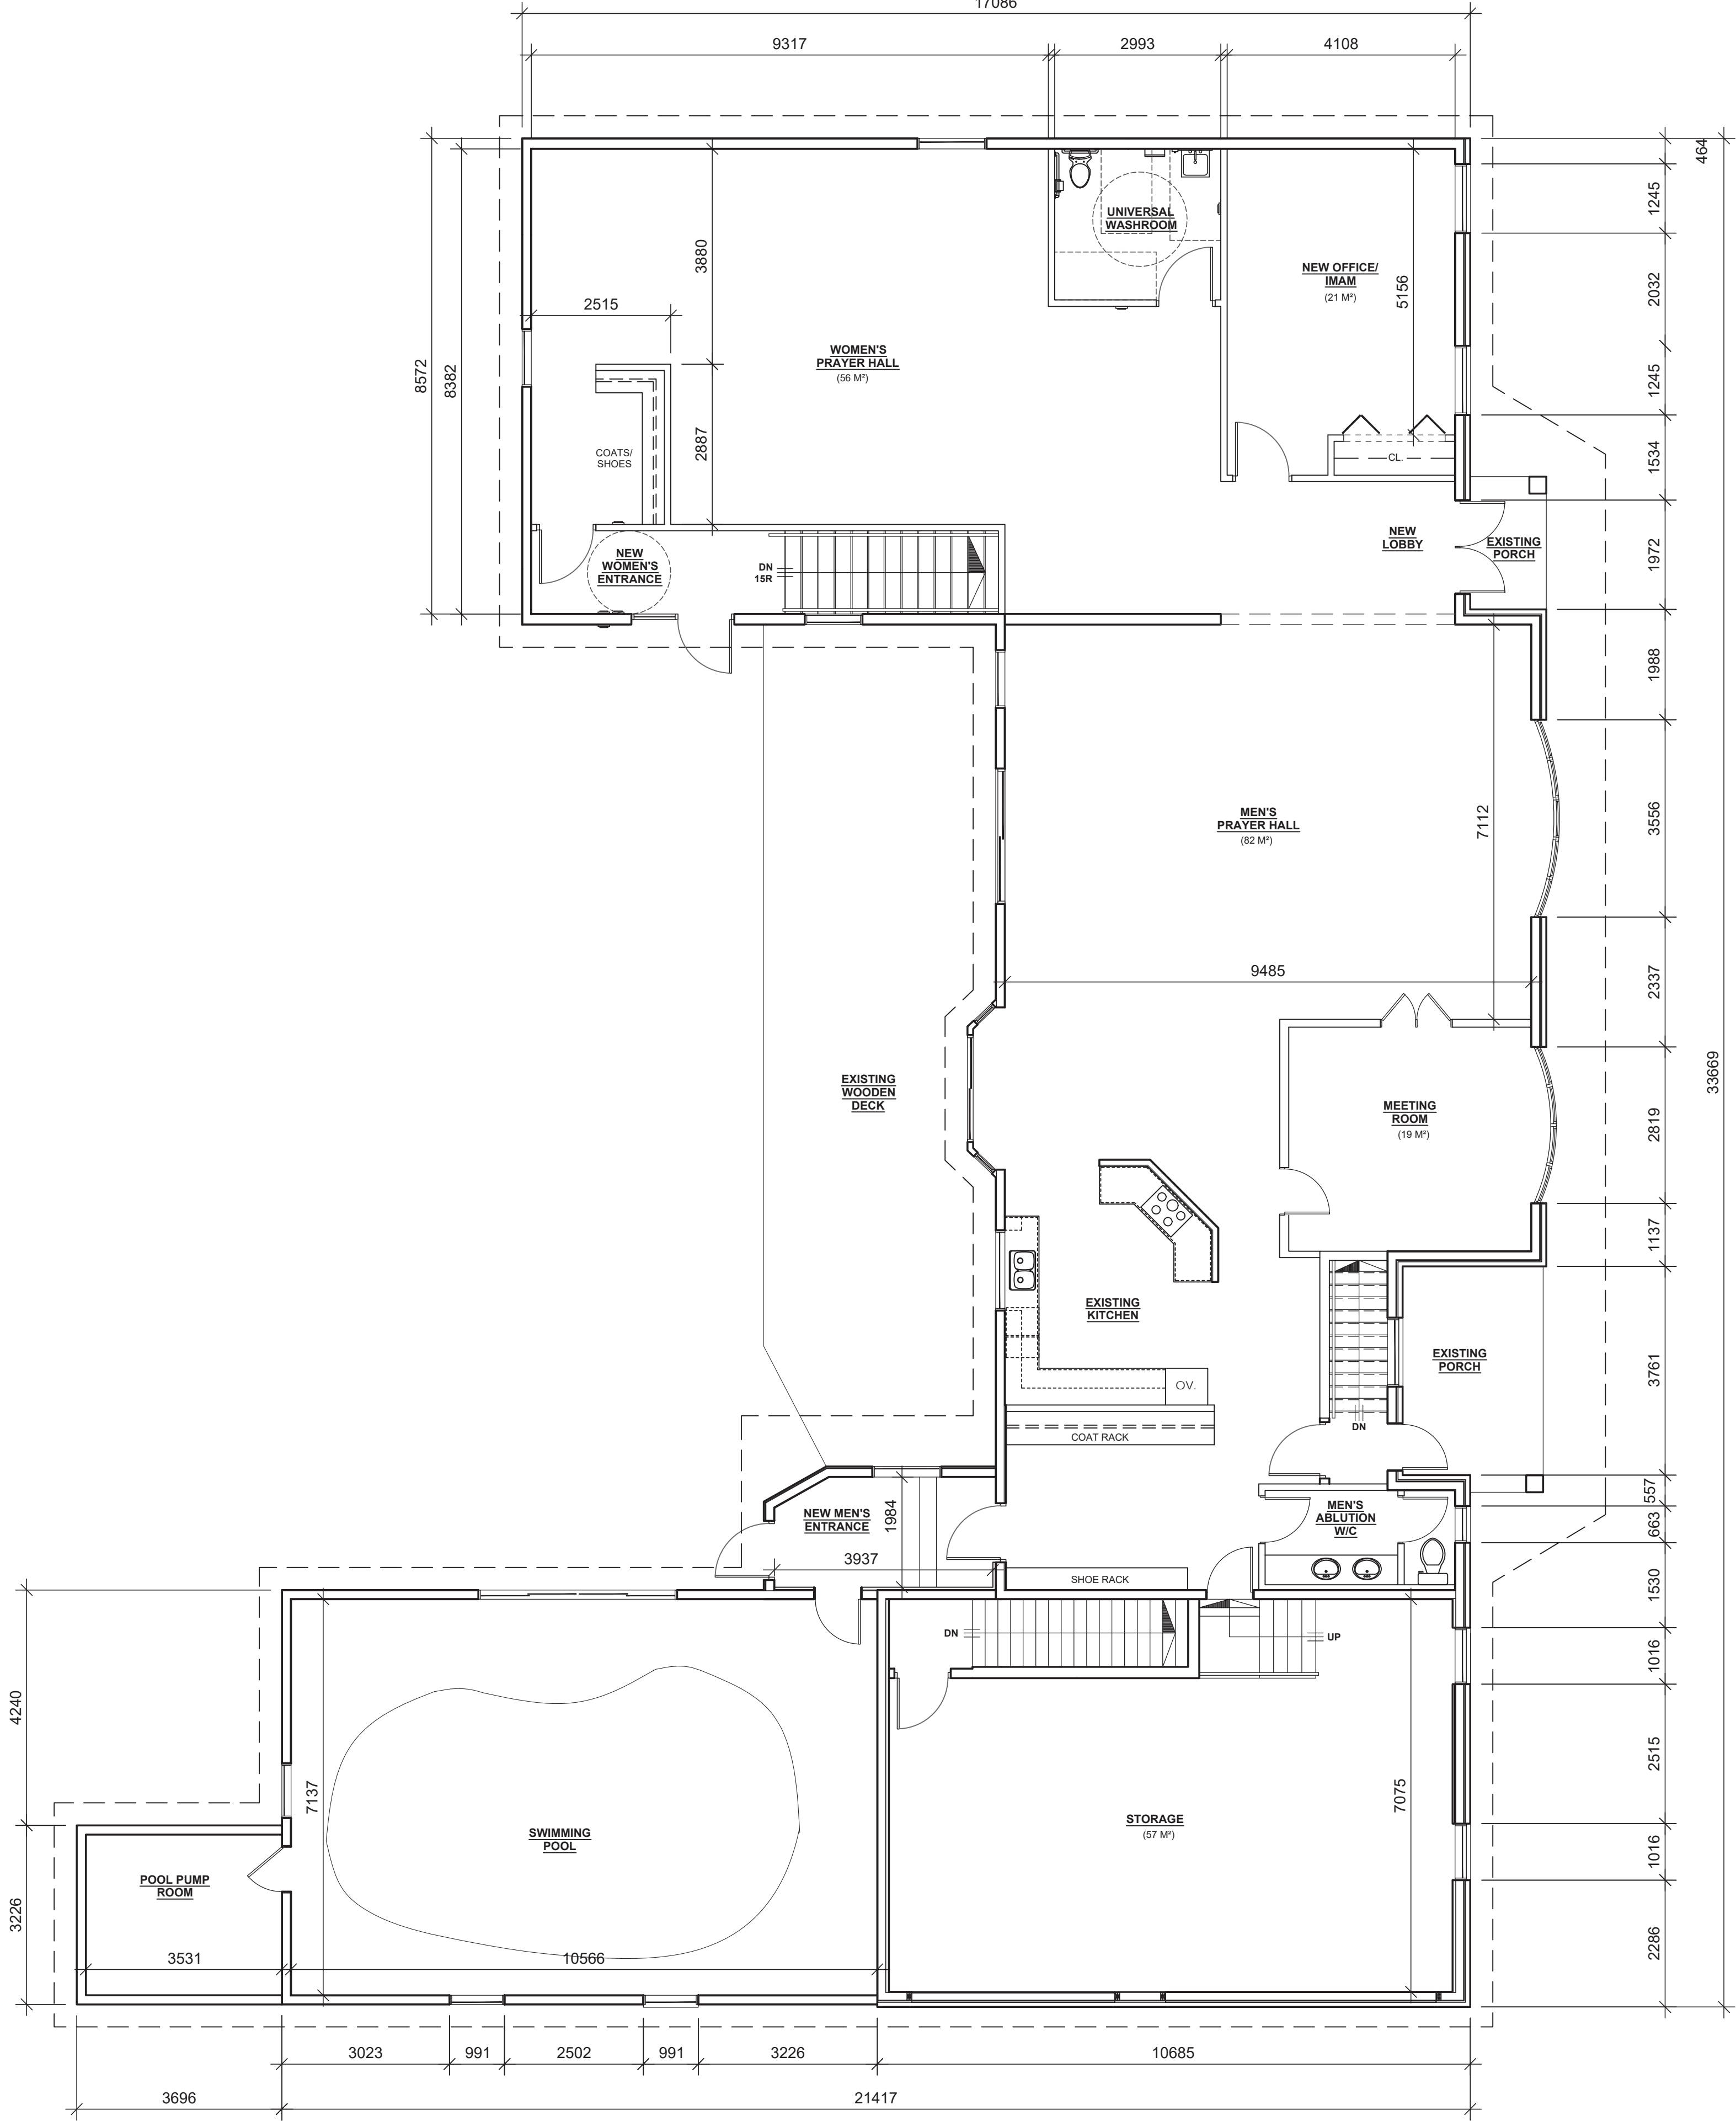 17086
9317
2993
4108
464
1245
2032
1245
1534
1972
1988
3556
2337
2819
1137
3761
557
663
1530
1016
2515
1016
2286
33669
8572
8382
3880
2515
2887
5156
UNIVERSAL
WASHROOM
NEW OFFICE/
IMAM
(21 M²)
WOMEN'S
PRAYER HALL
(56 M²)
COATS/
SHOES
CL.
NEW
WOMEN'S
ENTRANCE
DN
15R
NEW
LOBBY
EXISTING
PORCH
MEN'S
PRAYER HALL
(82 M²)
7112
9485
EXISTING
WOODEN
DECK
MEETING
ROOM
(19 M²)
EXISTING
KITCHEN
EXISTING
PORCH
OV.
COAT RACK
DN
NEW MEN'S
ENTRANCE
1984
3937
MEN'S
ABLUTION
W/C
SHOE RACK
DN
UP
4240
3226
7137
7075
SWIMMING
POOL
STORAGE
(57 M²)
POOL PUMP
ROOM
3531
10566
3023
991
2502
991
3226
10685
3696
21417